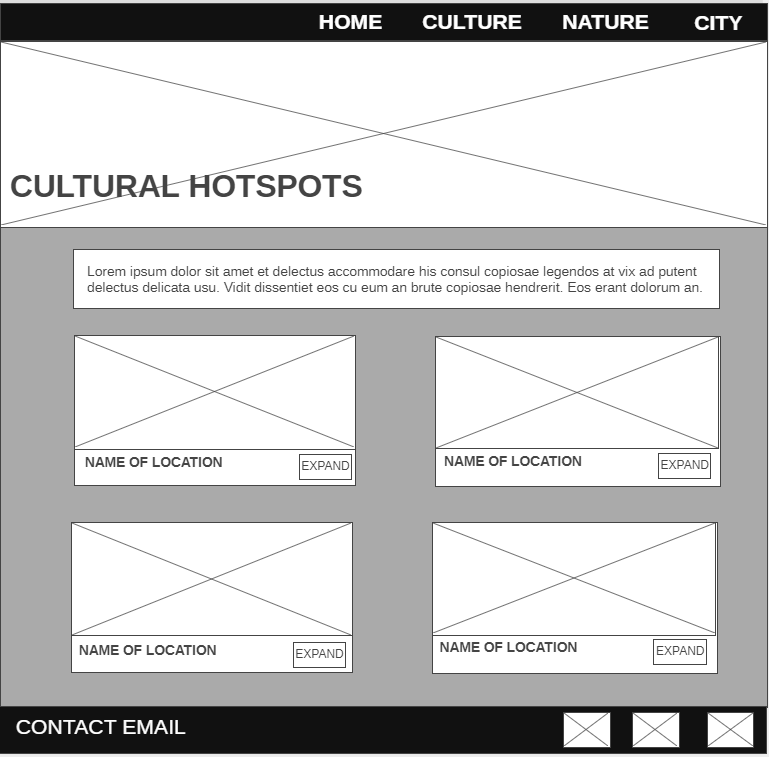 HOME CULTURE NATURE CITY
CULTURAL HOTSPOTS
Lorem ipsum dolor sit amet et delectus accommodare his consul copiosae legendos at vix ad putent
delectus delicata usu. Vidit dissentiet eos cu eum an brute copiosae hendrerit. Eos erant dolorum an.
NAME OF LOCATION EXPAND
NAME OF LOCATION EXPAND
NAME OF LOCATION EXPAND
NAME OF LOCATION EXPAND
CONTACT EMAIL